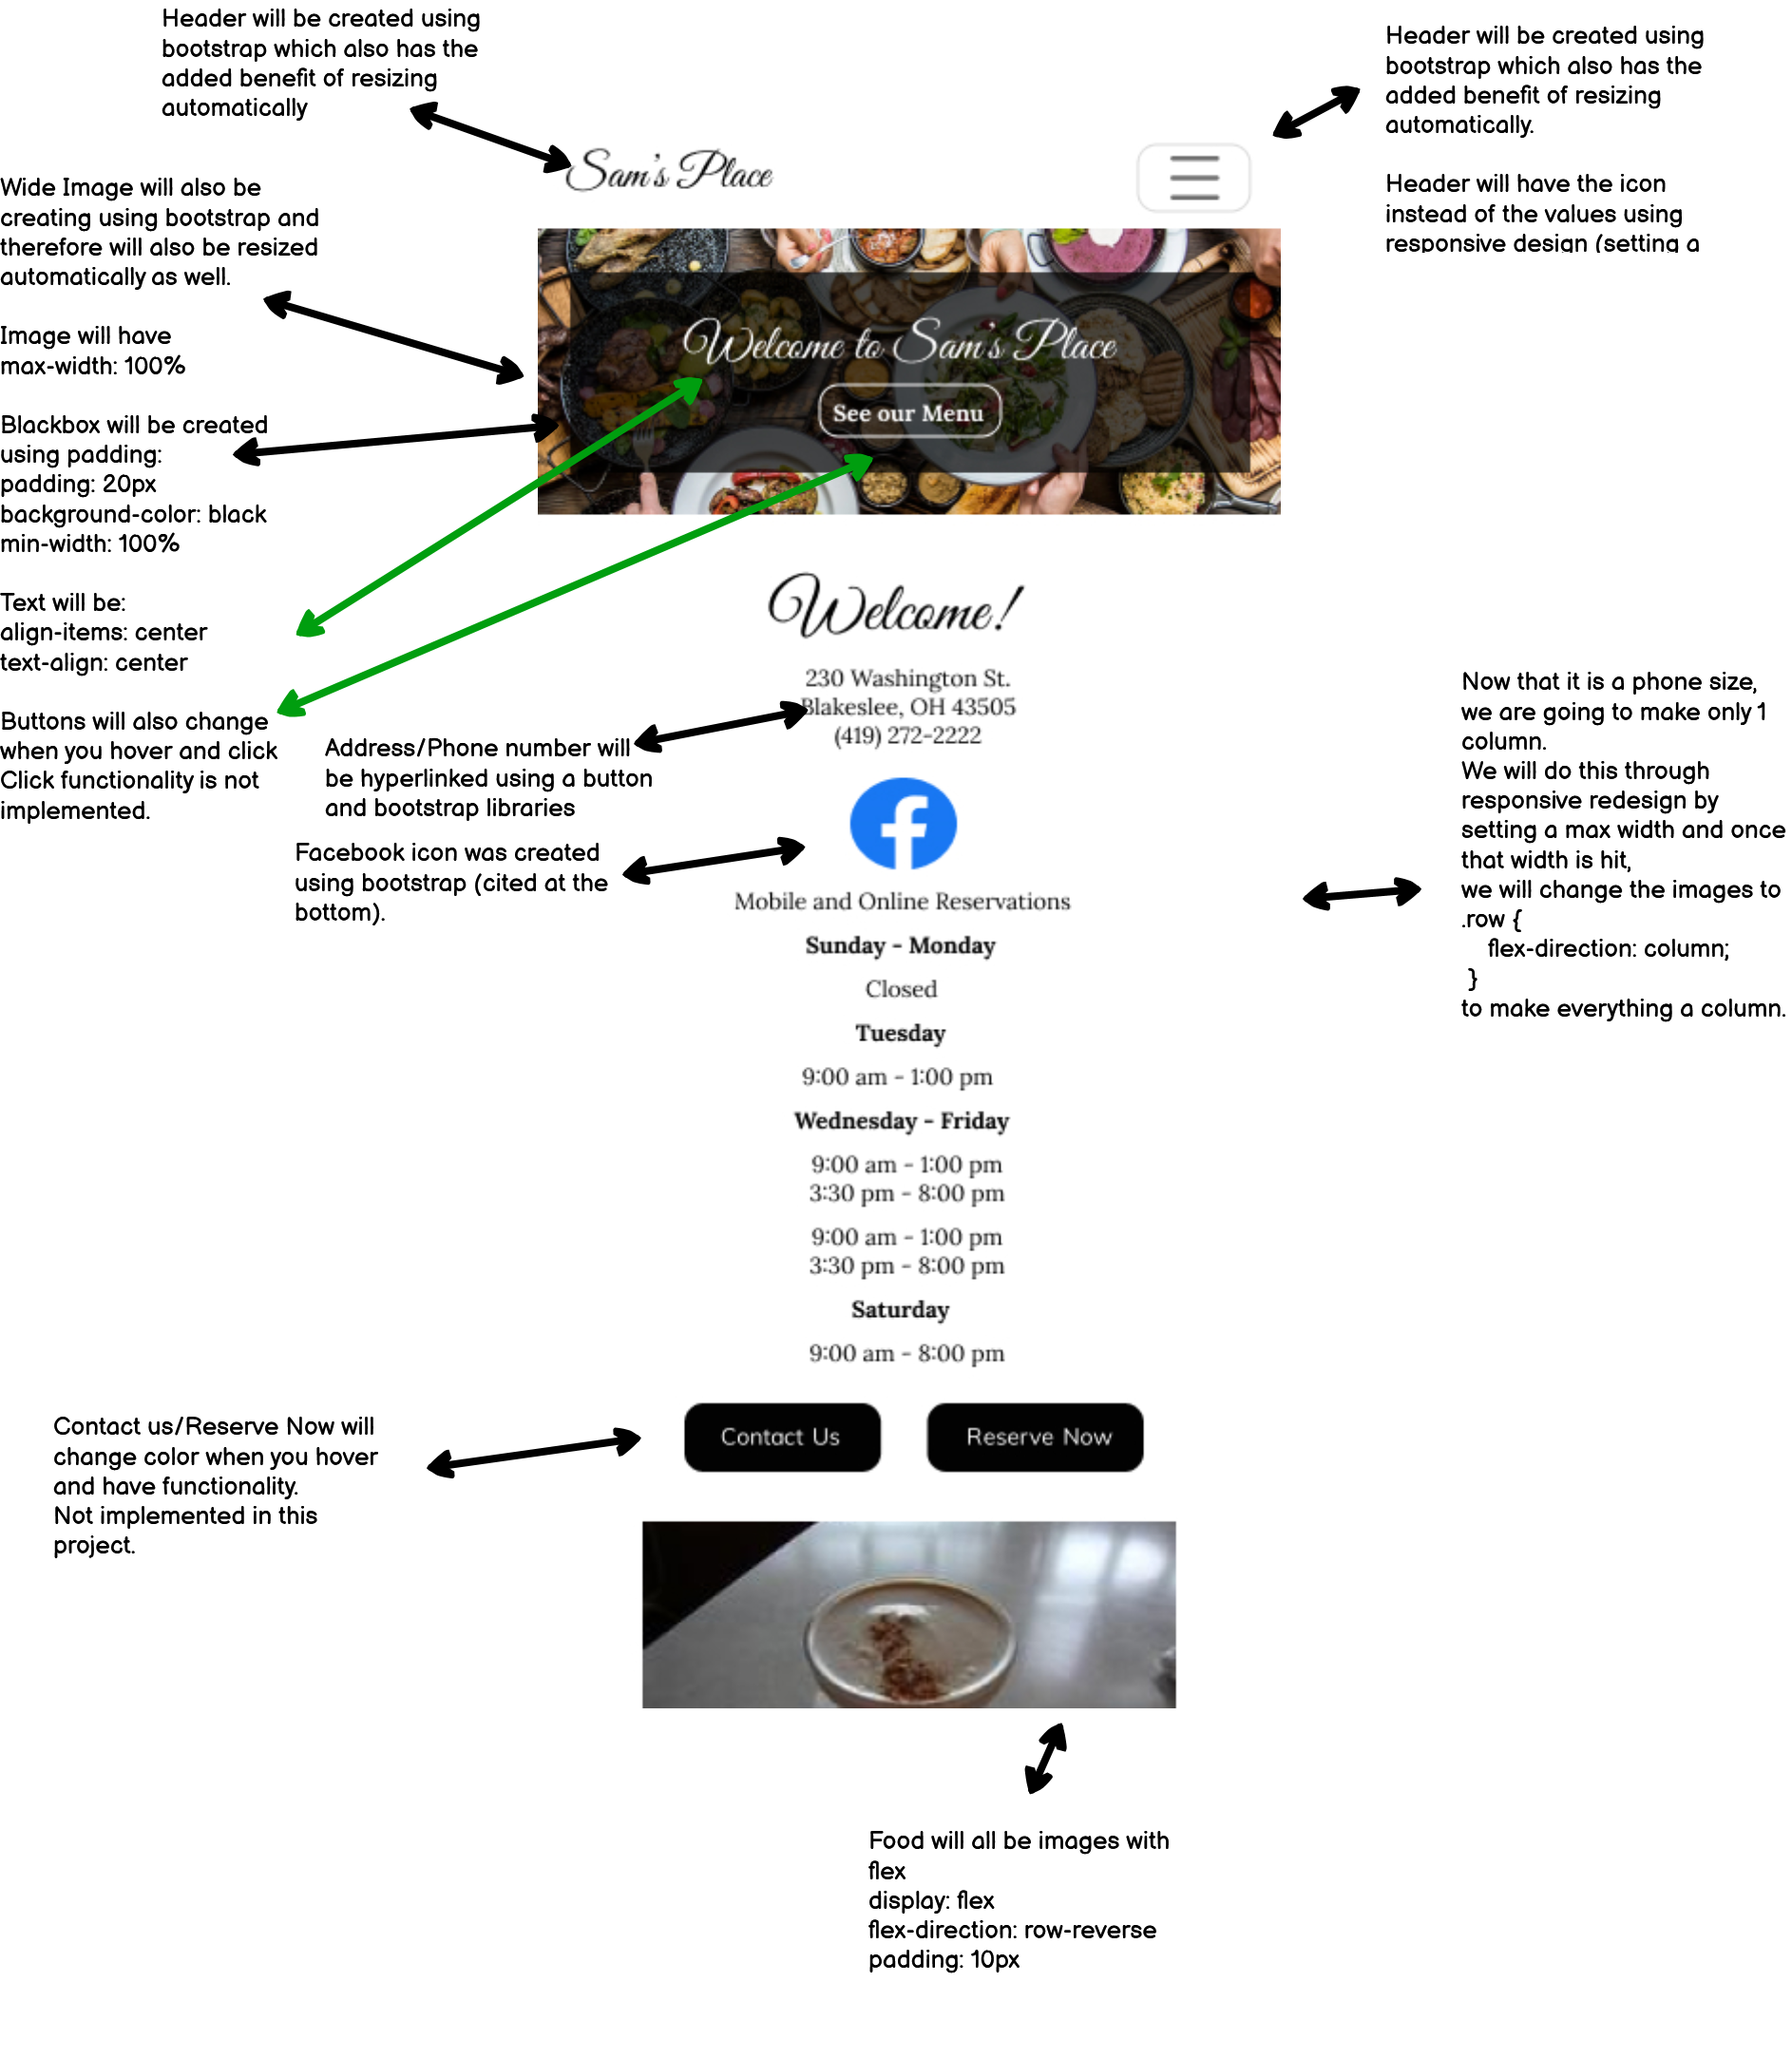 Header will be created using
bootstrap which also has the
added benefit of resizing
automatically
Header will be created using
bootstrap which also has the
added benefit of resizing
automatically.
Header will have the icon
instead of the values using
responsive design (setting a
Sam's Place
Wide Image will also be
creating using bootstrap and
therefore will also be resized
automatically as well.
Image will have
max-width: 100%
Blackbox will be created
using padding:
padding: 20px
background-color: black
min-width: 100%
Text will be:
align-items: center
text-align: center
Buttons will also change
when you hover and click
Click functionality is not
implemented.
Welcome to Sam's Place
See our Menu
Welcome!
230 Washington St.
Blakeslee, OH 43505
(419) 272-2222
Address/Phone number will
be hyperlinked using a button
and bootstrap libraries
Facebook icon was created
using bootstrap (cited at the
bottom).
Now that it is a phone size,
we are going to make only 1
column.
We will do this through
responsive redesign by
setting a max width and once
that width is hit,
we will change the images to
.row {
flex-direction: column;
}
to make everything a column.
Mobile and Online Reservations
Sunday - Monday
Closed
Tuesday
9:00 am - 1:00 pm
Wednesday - Friday
9:00 am - 1:00 pm
3:30 pm - 8:00 pm
9:00 am - 1:00 pm
3:30 pm - 8:00 pm
Saturday
9:00 am - 8:00 pm
Contact Us
Reserve Now
Contact us/Reserve Now will
change color when you hover
and have functionality.
Not implemented in this
project.
Food will all be images with
flex
display: flex
flex-direction: row-reverse
padding: 10px